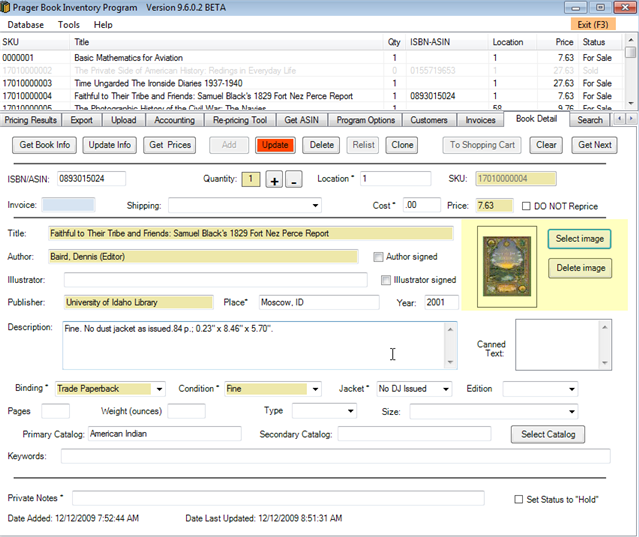 Prager Book Inventory Program    Version 9.6.0.2 BETA
Database    Tools    Help    Exit (F3)
SKU    Title    Qty    ISBN-ASIN    Location    Price    Status
0000001    Basic Mathematics for Aviation    1    1    7.63    For Sale
17010000002    The Private Side of American History: Redings in Everyday Life    0    0155719653    1    27.63    Sold
17010000003    Time Ungarded The Ironside Diaries 1937-1940    1    1    27.63    For Sale
17010000004    Faithful to Their Tribe and Friends: Samuel Black's 1829 Fort Nez Perce Report    1    0893015024    1    7.63    For Sale
17010000005    The Photographic History of the Civil War: The Navies    1    58    9.76    For Sale
Pricing Results    Export    Upload    Accounting    Re-pricing Tool    Get ASIN    Program Options    Customers    Invoices    Book Detail    Search
Get Book Info    Update Info    Get Prices    Add    Update    Delete    Relist    Clone    To Shopping Cart    Clear    Get Next
ISBN/ASIN: 0893015024    Quantity: 1    + -    Location * 1    SKU: 17010000004
Invoice:    Shipping:    Cost * .00    Price: 7.63    DO NOT Reprice
Title: Faithful to Their Tribe and Friends: Samuel Black's 1829 Fort Nez Perce Report    Select image
Author: Baird, Dennis (Editor)    Author signed    Delete image
Illustrator:    Illustrator signed
Publisher: University of Idaho Library    Place* Moscow, ID    Year: 2001
Description: Fine. No dust jacket as issued.84 p.; 0.23" x 8.46" x 5.70".    Canned Text:
Binding * Trade Paperback    Condition * Fine    Jacket * No DJ Issued    Edition
Pages    Weight (ounces)    Type    Size:
Primary Catalog: American Indian    Secondary Catalog:    Select Catalog
Keywords:
Private Notes *    Set Status to "Hold"
Date Added: 12/12/2009 7:52:44 AM    Date Last Updated: 12/12/2009 8:51:31 AM